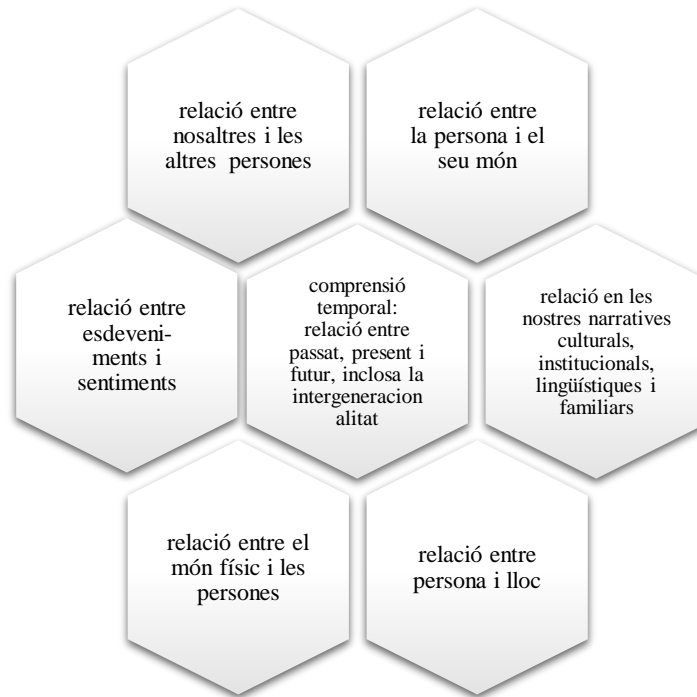 relació entre
nosaltres i les
altres persones
relació entre
la persona i el
seu món
relació entre
esdeveni-
ments i
sentiments
comprensió
temporal:
relació entre
passat, present i
futur, inclosa la
intergeneracion
alitat
relació en les
nostres narratives
culturals,
institucionals,
lingüístiques i
familiars
relació entre el
món físic i les
persones
relació entre
persona i lloc